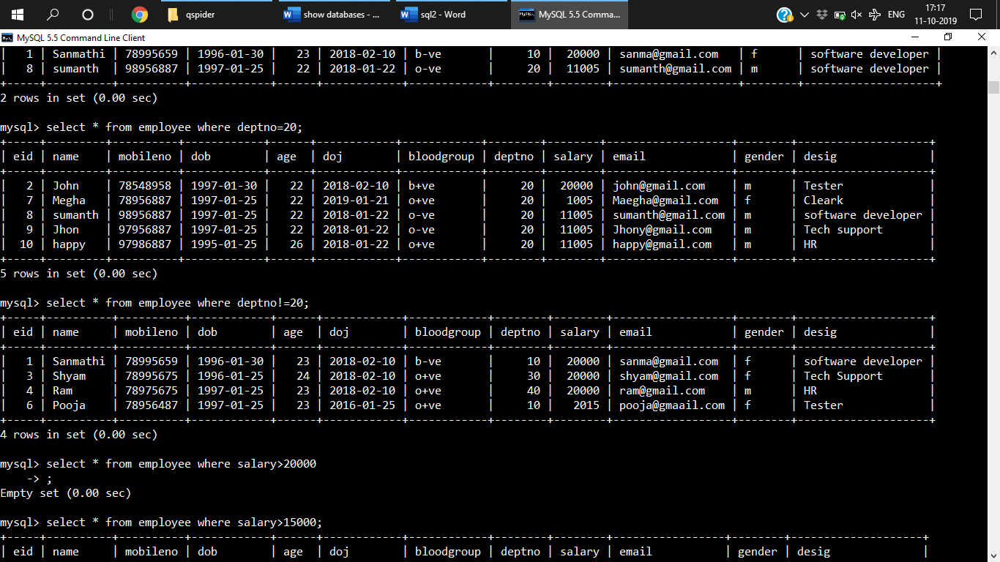 qspider
show databases - ...
sql2 - Word
MySQL 5.5 Comma...
ENG
17:17
11-10-2019
MySQL 5.5 Command Line Client
|   1 | Sanmathi | 78995659 | 1996-01-30 |   23 | 2018-02-10 | b-ve       |     10 |  20000 | sanma@gmail.com   | f      | software developer |
|   8 | sumanth  | 98956887 | 1997-01-25 |   22 | 2018-01-22 | o-ve       |     20 |  11005 | sumanth@gmail.com | m      | software developer |
+-----+----------+----------+------------+------+------------+------------+--------+--------+-------------------+--------+--------------------+
2 rows in set (0.00 sec)
mysql> select * from employee where deptno=20;
+-----+---------+----------+------------+------+------------+------------+--------+--------+-------------------+--------+--------------------+
| eid | name    | mobileno | dob        | age  | doj        | bloodgroup | deptno | salary | email             | gender | desig              |
+-----+---------+----------+------------+------+------------+------------+--------+--------+-------------------+--------+--------------------+
|   2 | John    | 78548958 | 1997-01-30 |   22 | 2018-02-10 | b+ve       |     20 |  20000 | john@gmail.com    | m      | Tester             |
|   7 | Megha   | 78956887 | 1997-01-25 |   22 | 2019-01-21 | o+ve       |     20 |   1005 | Maegha@gmail.com  | f      | Cleark             |
|   8 | sumanth | 98956887 | 1997-01-25 |   22 | 2018-01-22 | o-ve       |     20 |  11005 | sumanth@gmail.com | m      | software developer |
|   9 | Jhon    | 97956887 | 1997-01-25 |   22 | 2018-01-22 | o-ve       |     20 |  11005 | Jhony@gmail.com   | m      | Tech support       |
|  10 | happy   | 97986887 | 1995-01-25 |   26 | 2018-01-22 | o+ve       |     20 |  11005 | happy@gmail.com   | m      | HR                 |
+-----+---------+----------+------------+------+------------+------------+--------+--------+-------------------+--------+--------------------+
5 rows in set (0.00 sec)
mysql> select * from employee where deptno!=20;
+-----+----------+----------+------------+------+------------+------------+--------+--------+------------------+--------+--------------------+
| eid | name     | mobileno | dob        | age  | doj        | bloodgroup | deptno | salary | email            | gender | desig              |
+-----+----------+----------+------------+------+------------+------------+--------+--------+------------------+--------+--------------------+
|   1 | Sanmathi | 78995659 | 1996-01-30 |   23 | 2018-02-10 | b-ve       |     10 |  20000 | sanma@gmail.com  | f      | software developer |
|   3 | Shyam    | 78995675 | 1996-01-25 |   24 | 2018-02-10 | o+ve       |     30 |  20000 | shyam@gmail.com  | f      | Tech Support       |
|   4 | Ram      | 78975675 | 1996-01-25 |   23 | 2018-02-10 | o+ve       |     40 |  20000 | ram@gmail.com    | m      | HR                 |
|   6 | Pooja    | 78956487 | 1997-01-25 |   23 | 2016-01-25 | o+ve       |     10 |   2015 | pooja@gmaail.com | f      | Tester             |
+-----+----------+----------+------------+------+------------+------------+--------+--------+------------------+--------+--------------------+
4 rows in set (0.00 sec)
mysql> select * from employee where salary>20000
    -> ;
Empty set (0.00 sec)
mysql> select * from employee where salary>15000;
+-----+----------+----------+------------+------+------------+------------+--------+--------+-----------------+--------+--------------------+
| eid | name     | mobileno | dob        | age  | doj        | bloodgroup | deptno | salary | email           | gender | desig              |